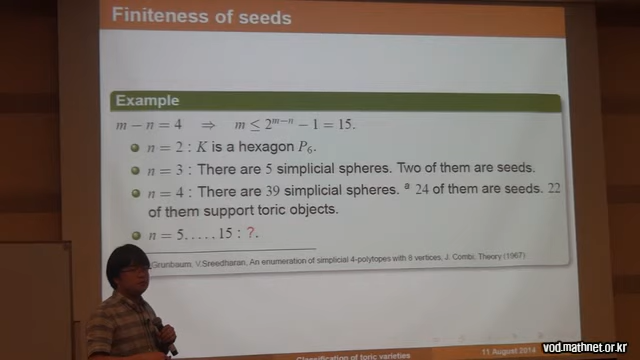 Finiteness of seeds
Example
m − n = 4 ⇒ m ≤ 2^{m−n} − 1 = 15.
n = 2 : K is a hexagon P₆.
n = 3 : There are 5 simplicial spheres. Two of them are seeds.
n = 4 : There are 39 simplicial spheres. ᵃ 24 of them are seeds. 22
of them support toric objects.
n = 5, . . . , 15 : ?.
Grunbaum, V.Sreedharan, An enumeration of simplicial 4-polytopes with 8 vertices, J. Combi. Theory (1967)
Classification of toric varieties
11 August 2014
vod.mathnet.or.kr